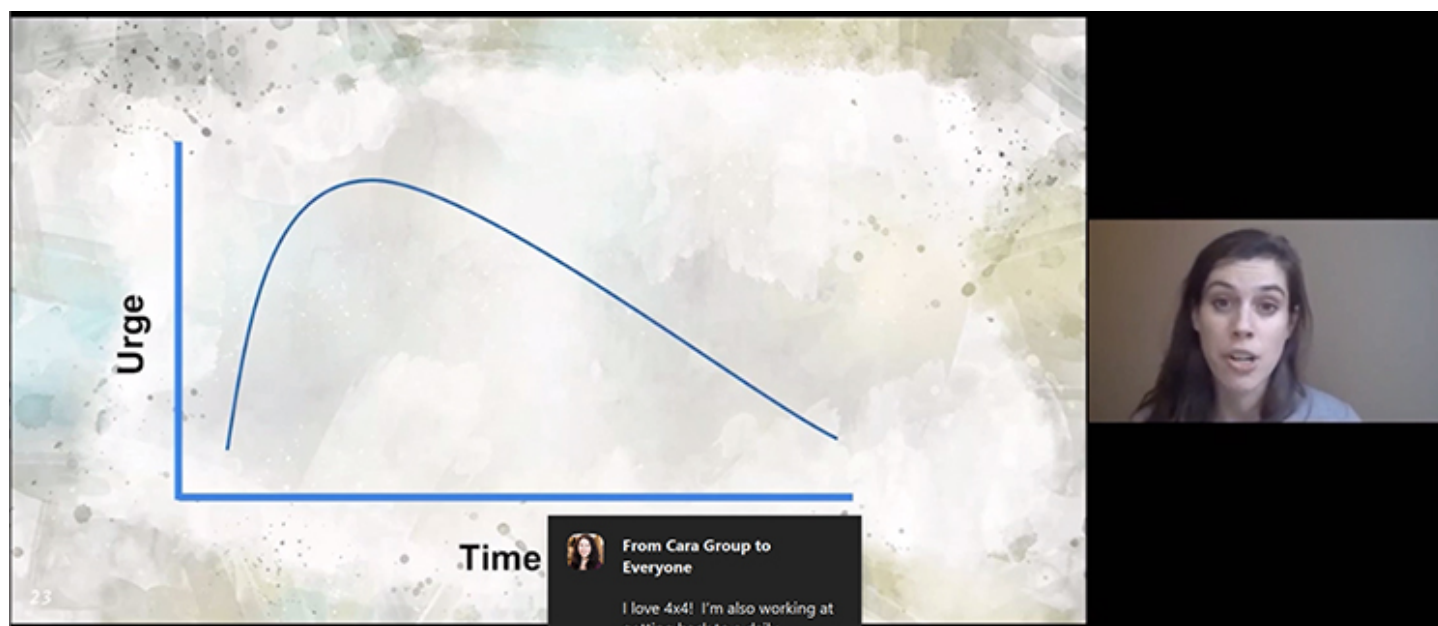 Urge
Time
From Cara Group to
Everyone
I love 4x4! I'm also working at
23